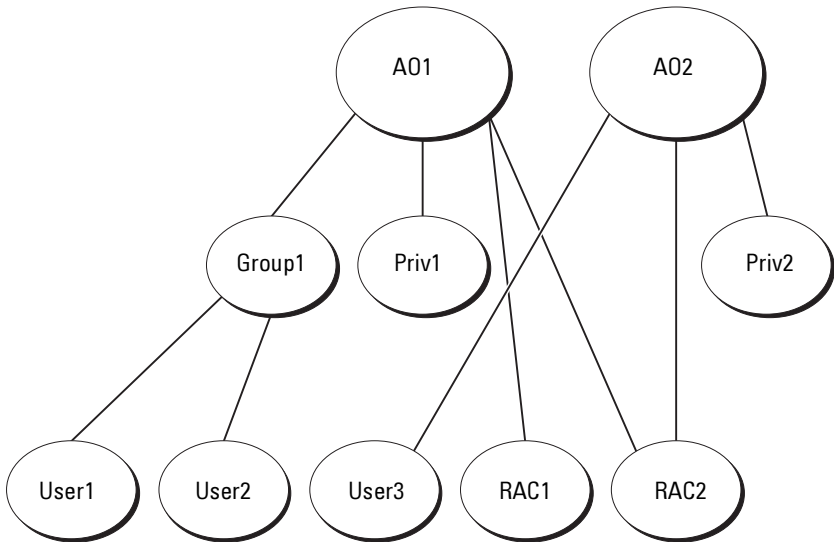 AO1
AO2
Group1
Priv1
Priv2
User1
User2
User3
RAC1
RAC2